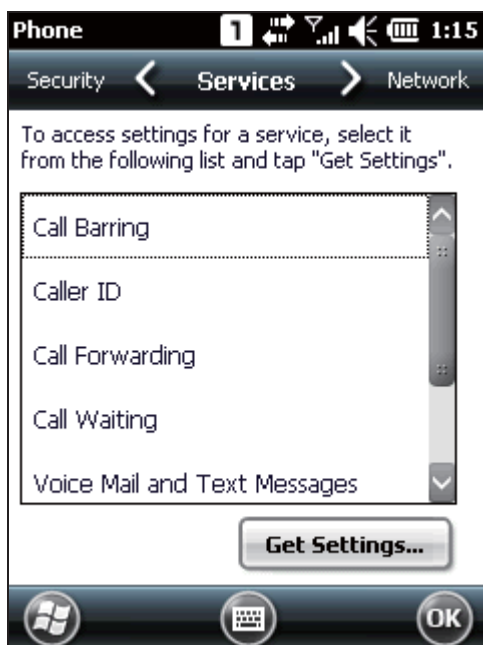 Phone 1 1:15
Security Services Network
To access settings for a service, select it
from the following list and tap "Get Settings".
Call Barring
Caller ID
Call Forwarding
Call Waiting
Voice Mail and Text Messages
Get Settings...
OK